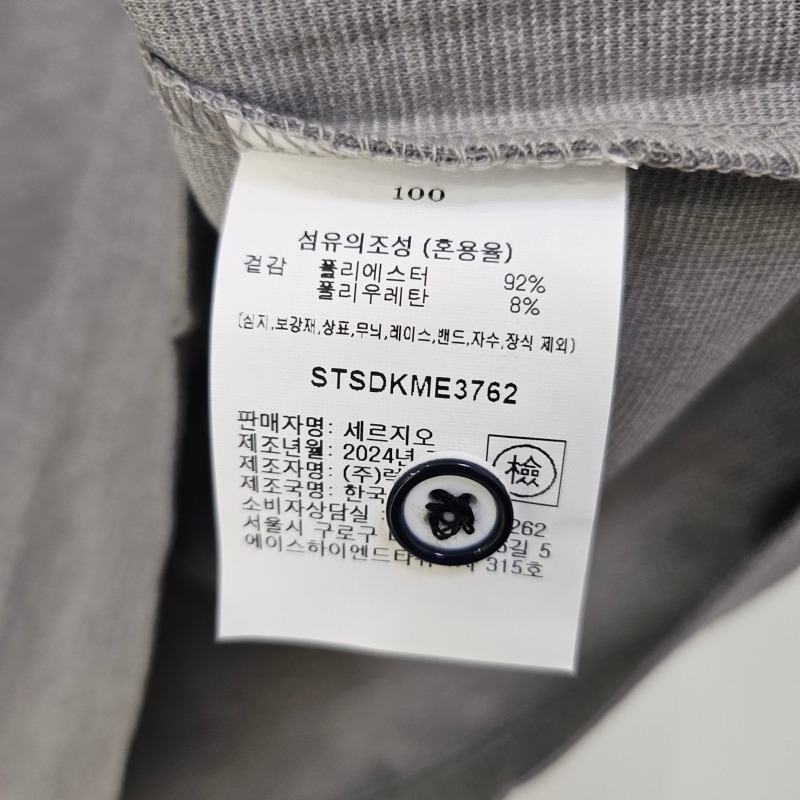 100
섬유의조성 (혼용율)
겉감 폴리에스터 92%
폴리우레탄 8%
(심지,보강재,상표,무늬,레이스,밴드,자수,장식 제외)
STSDKME3762
판매자명: 세르지오
제조년월: 2024년
제조자명: (주)
제조국명: 한국
檢
소비자상담실 : 262
서울시 구로구 길 5
에이스하이엔드타워 315호